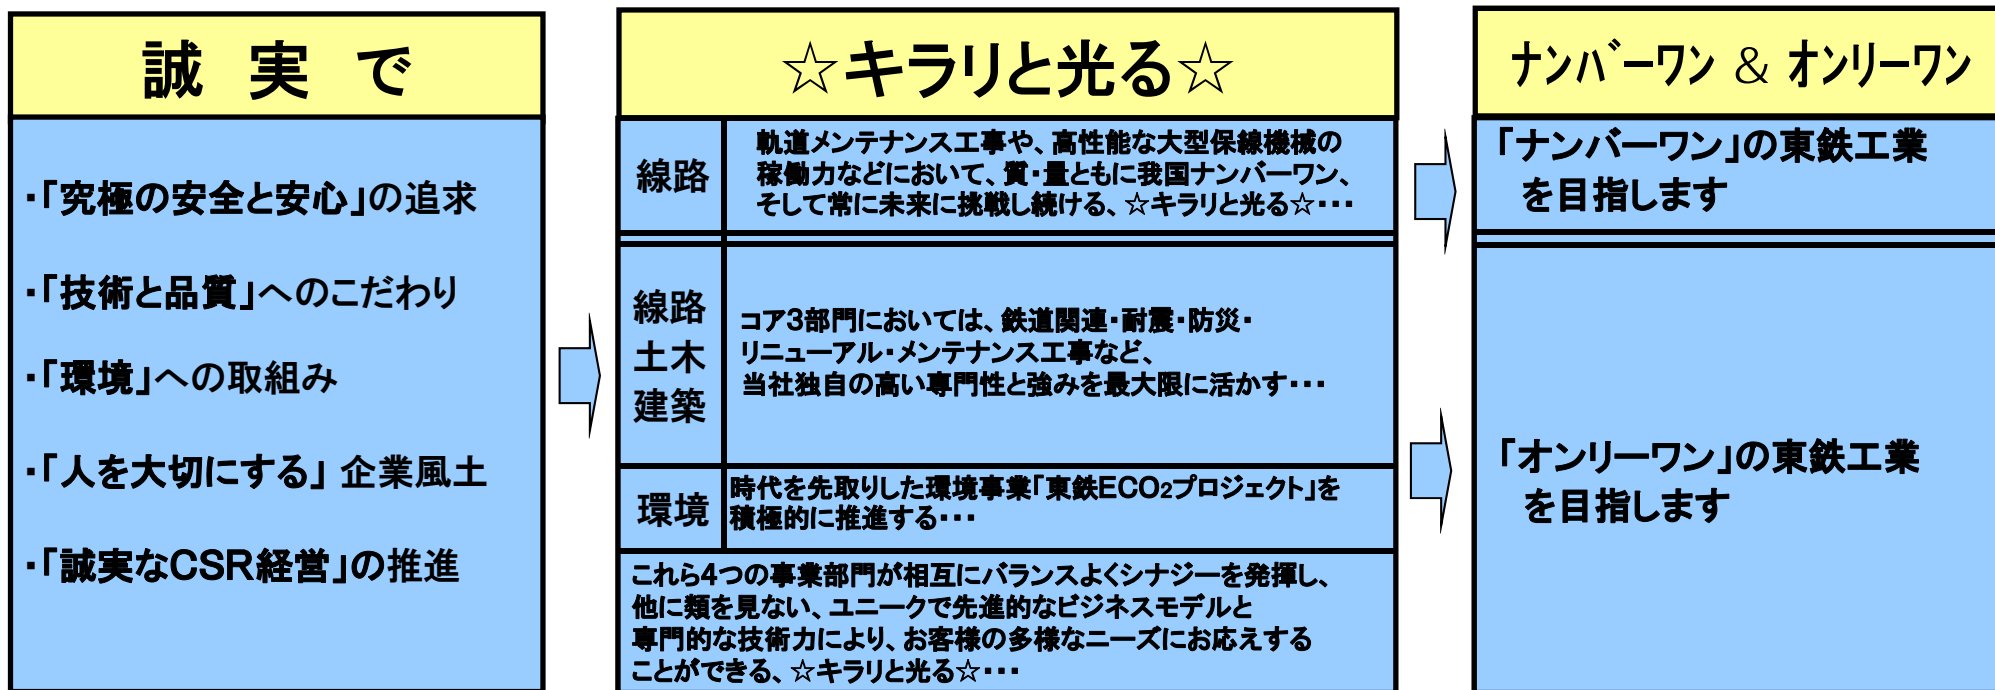 誠 実 で
・「究極の安全と安心」の追求
・「技術と品質」へのこだわり
・「環境」への取組み
・「人を大切にする」 企業風土
・「誠実なCSR経営」の推進
☆キラリと光る☆
線路
軌道メンテナンス工事や、高性能な大型保線機械の
稼働力などにおいて、質・量ともに我国ナンバーワン、
そして常に未来に挑戦し続ける、☆キラリと光る☆・・・
線路
土木
建築
コア3部門においては、鉄道関連・耐震・防災・
リニューアル・メンテナンス工事など、
当社独自の高い専門性と強みを最大限に活かす・・・
環境
時代を先取りした環境事業「東鉄ECO₂プロジェクト」を
積極的に推進する・・・
これら4つの事業部門が相互にバランスよくシナジーを発揮し、
他に類を見ない、ユニークで先進的なビジネスモデルと
専門的な技術力により、お客様の多様なニーズにお応えする
ことができる、☆キラリと光る☆・・・
ナンバーワン & オンリーワン
「ナンバーワン」の東鉄工業
を目指します
「オンリーワン」の東鉄工業
を目指します